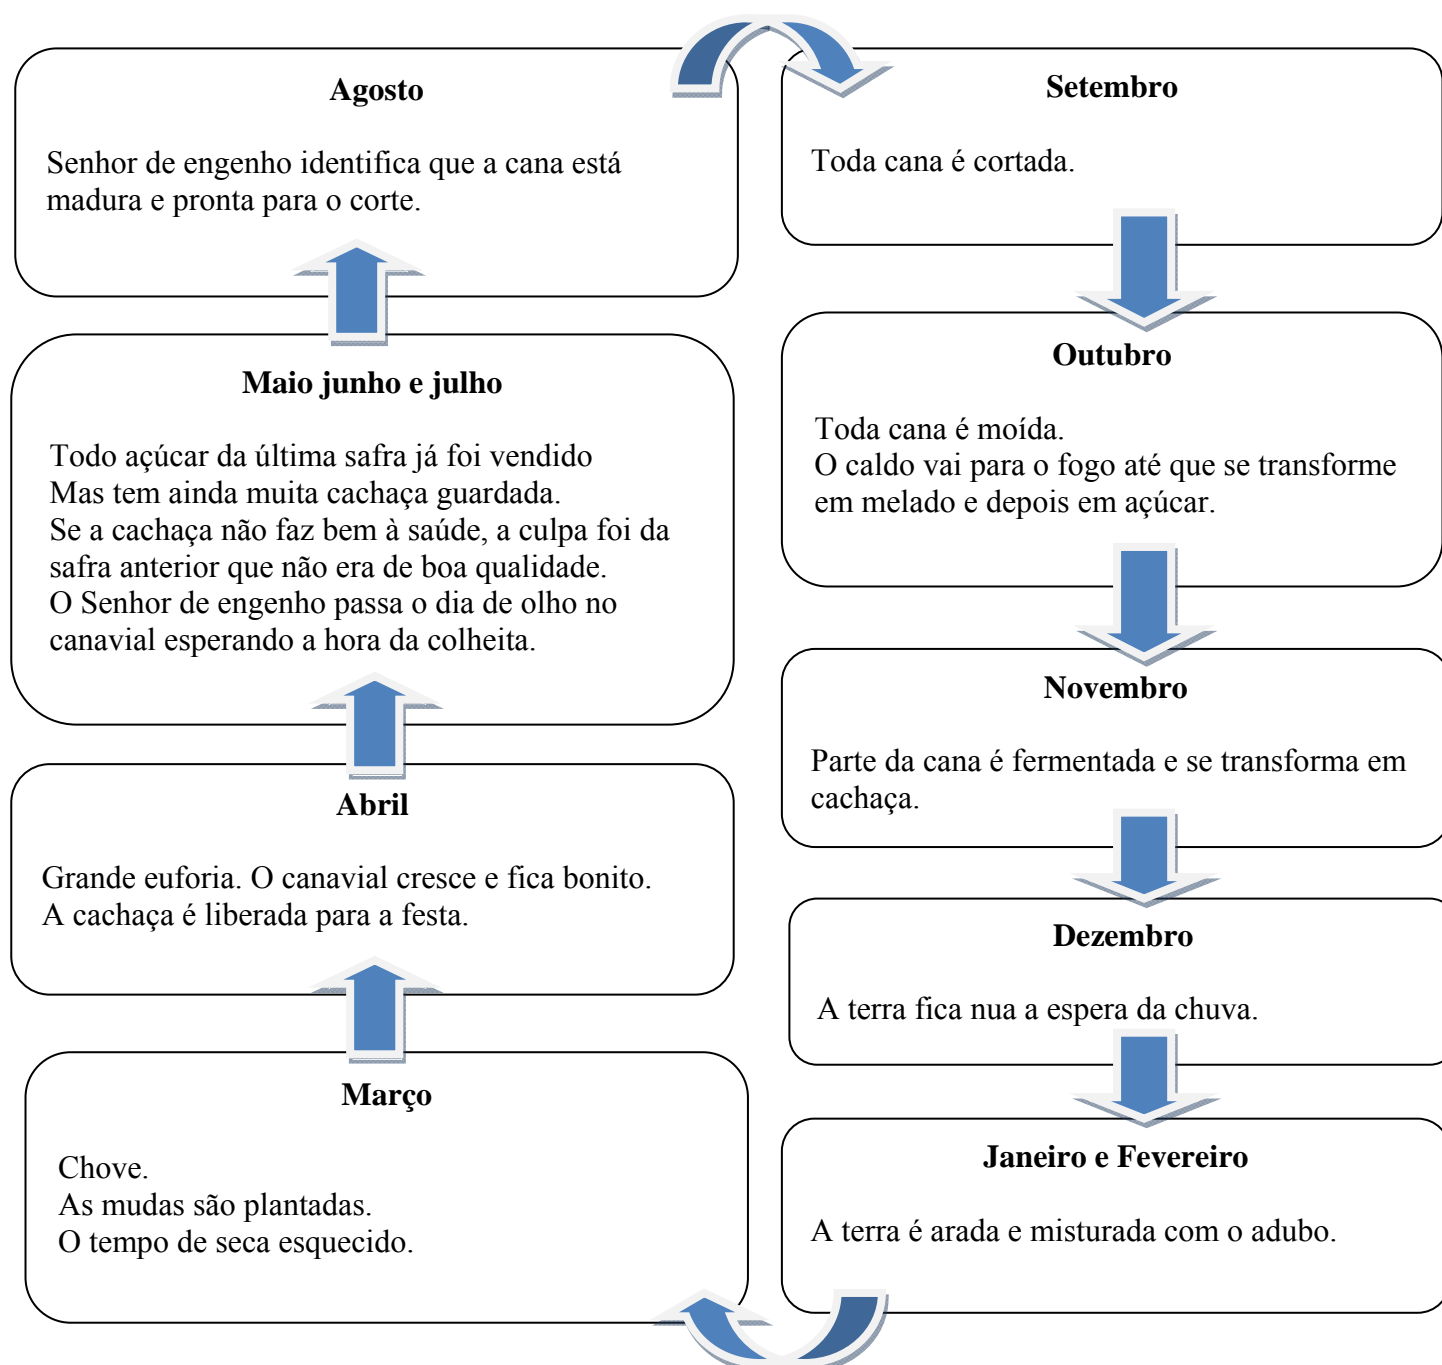 Agosto
Senhor de engenho identifica que a cana está
madura e pronta para o corte.
Setembro
Toda cana é cortada.
Outubro
Toda cana é moída.
O caldo vai para o fogo até que se transforme
em melado e depois em açúcar.
Novembro
Parte da cana é fermentada e se transforma em
cachaça.
Dezembro
A terra fica nua a espera da chuva.
Janeiro e Fevereiro
A terra é arada e misturada com o adubo.
Março
Chove.
As mudas são plantadas.
O tempo de seca esquecido.
Abril
Grande euforia. O canavial cresce e fica bonito.
A cachaça é liberada para a festa.
Maio junho e julho
Todo açúcar da última safra já foi vendido
Mas tem ainda muita cachaça guardada.
Se a cachaça não faz bem à saúde, a culpa foi da
safra anterior que não era de boa qualidade.
O Senhor de engenho passa o dia de olho no
canavial esperando a hora da colheita.